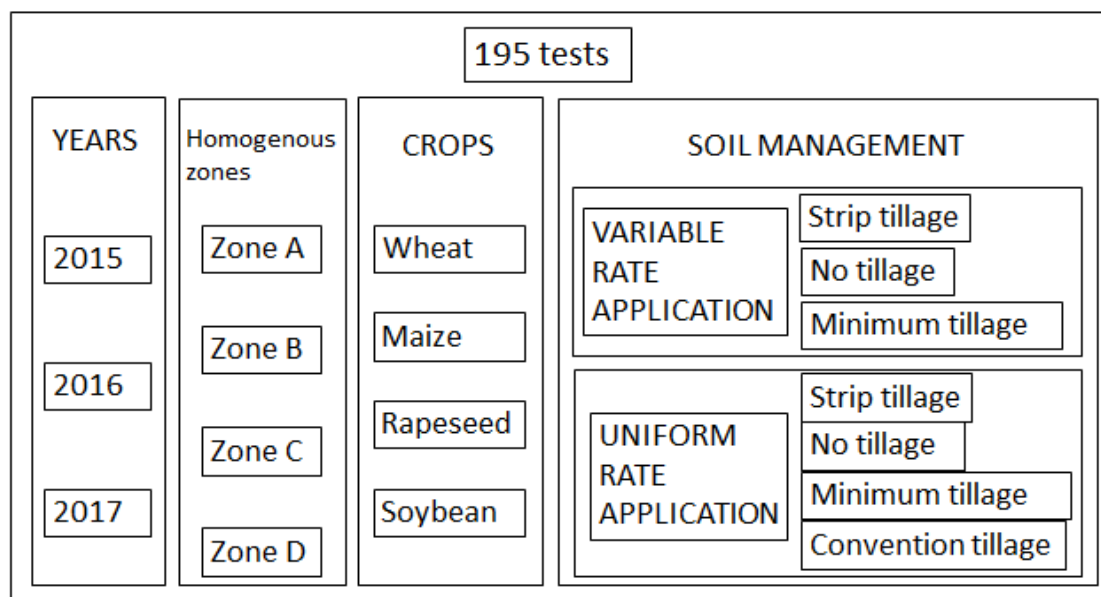 195 tests
YEARS
2015
2016
2017
Homogenous
zones
Zone A
Zone B
Zone C
Zone D
CROPS
Wheat
Maize
Rapeseed
Soybean
SOIL MANAGEMENT
VARIABLE
RATE
APPLICATION
Strip tillage
No tillage
Minimum tillage
UNIFORM
RATE
APPLICATION
Strip tillage
No tillage
Minimum tillage
Convention tillage